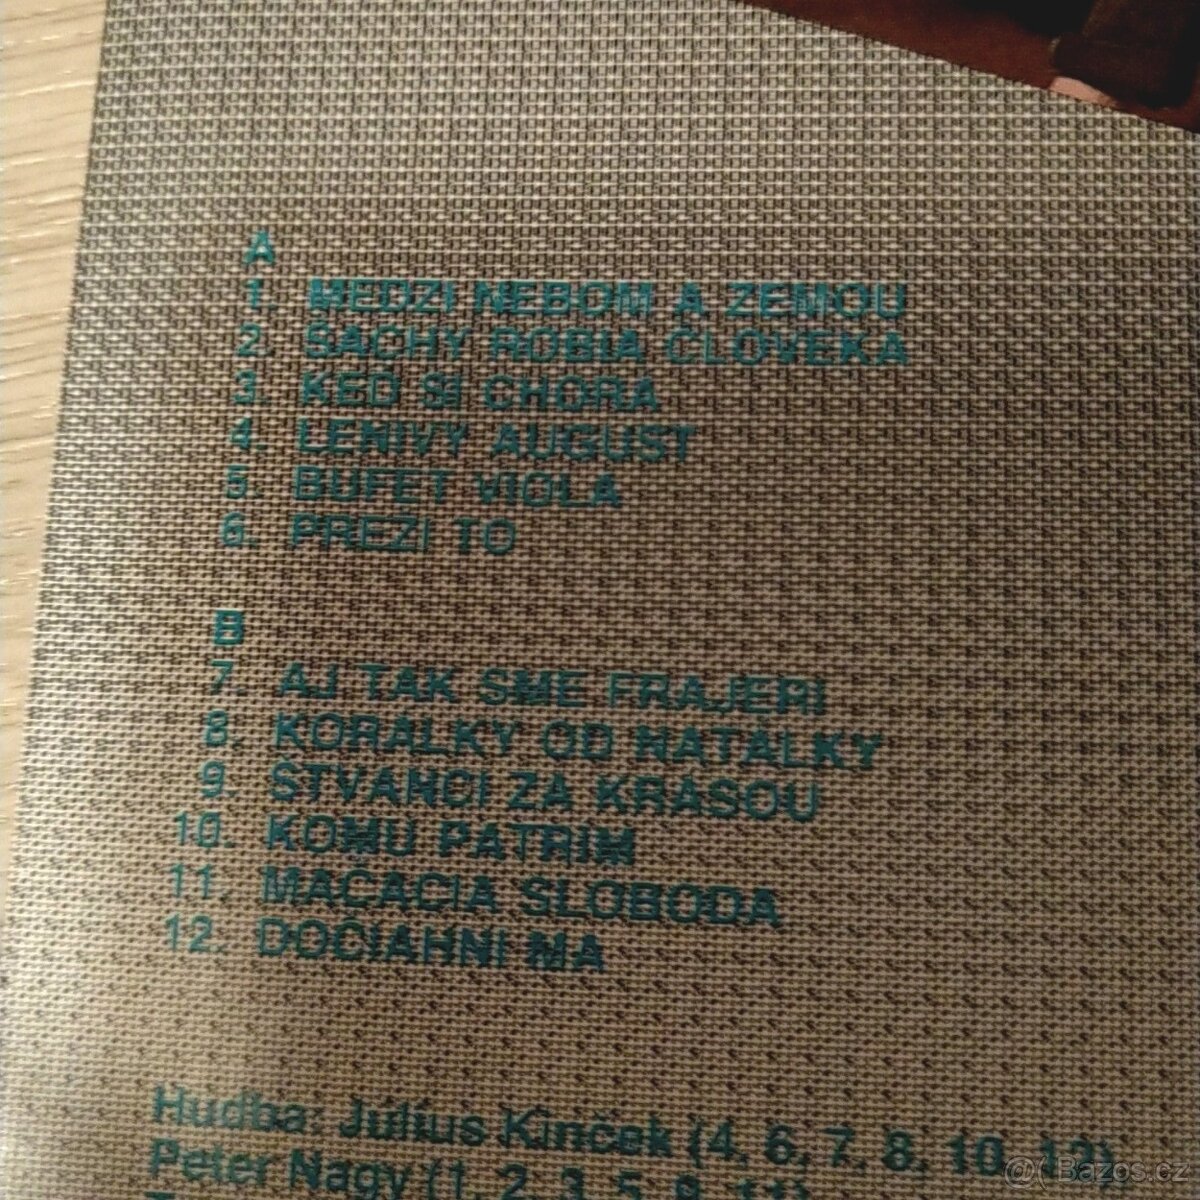 A
1. MEDZI NEBOM A ZEMOU
2. ŠACHY ROBIA ČLOVEKA
3. KEĎ SI CHORÁ
4. LENIVÝ AUGUST
5. BUFET VIOLA
6. PREŽI TO
B
7. AJ TAK SME FRAJERI
8. KORÁLKY OD NATÁLKY
9. ŠTVANCI ZA KRÁSOU
10. KOMU PATRÍM
11. MAČACIA SLOBODA
12. DOČIAHNI MA
Hudba: Július Kinček (4, 6, 7, 8, 10, 12),
Peter Nagy (1, 2, 3, 5, 9, 11)
@( Bazos.cz